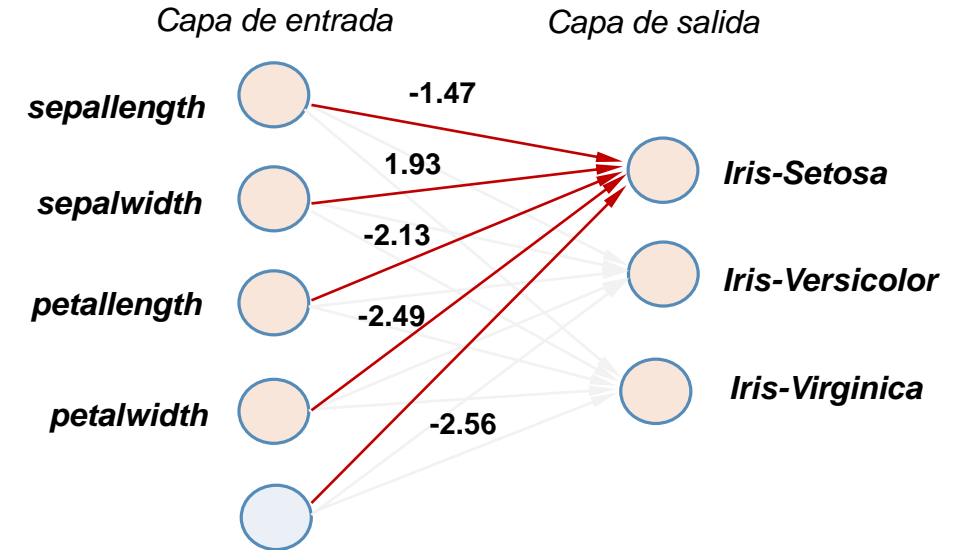 Capa de entrada
Capa de salida
sepallength
-1.47
sepalwidth
1.93
Iris-Setosa
-2.13
petallength
-2.49
Iris-Versicolor
petalwidth
-2.56
Iris-Virginica